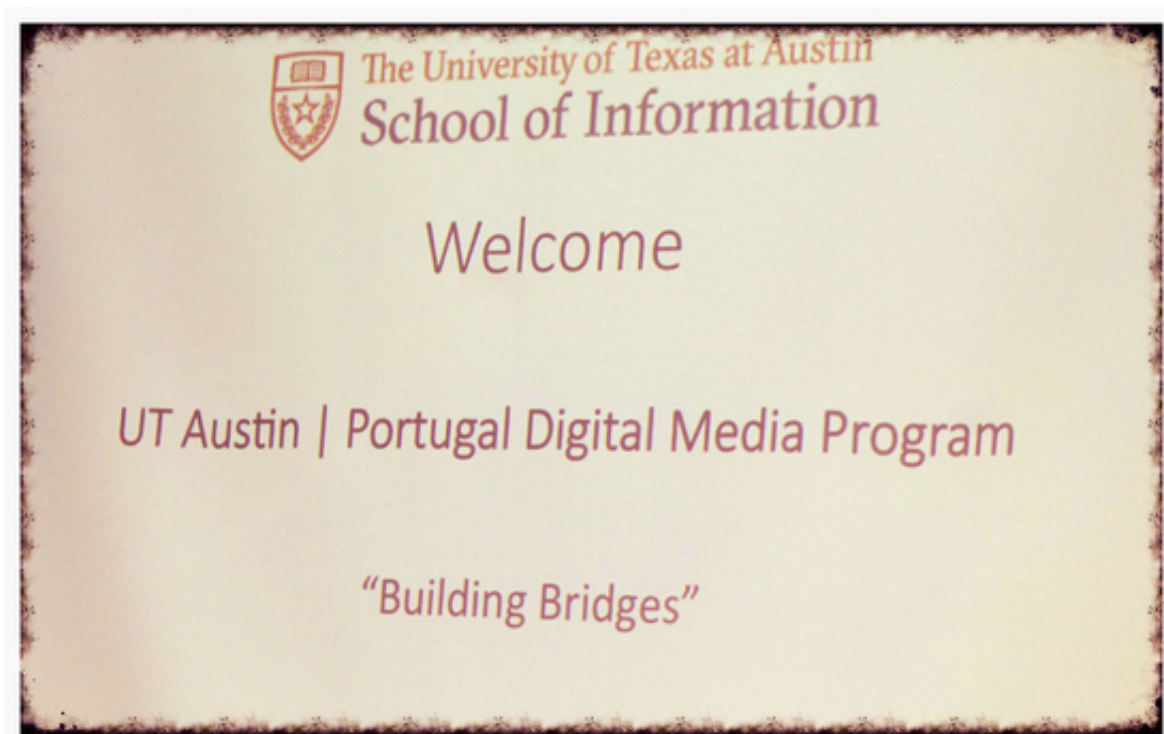 The University of Texas at Austin
School of Information
Welcome
UT Austin | Portugal Digital Media Program
“Building Bridges”